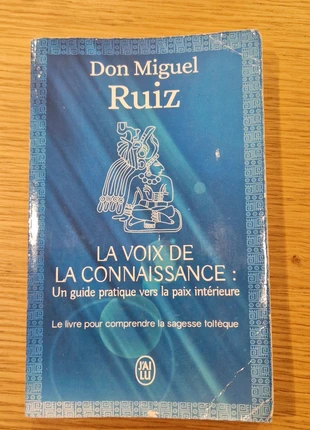 Don Miguel
Ruiz
LA VOIX DE
LA CONNAISSANCE :
Un guide pratique vers la paix intérieure
Le livre pour comprendre la sagesse toltèque
J'AI
LU